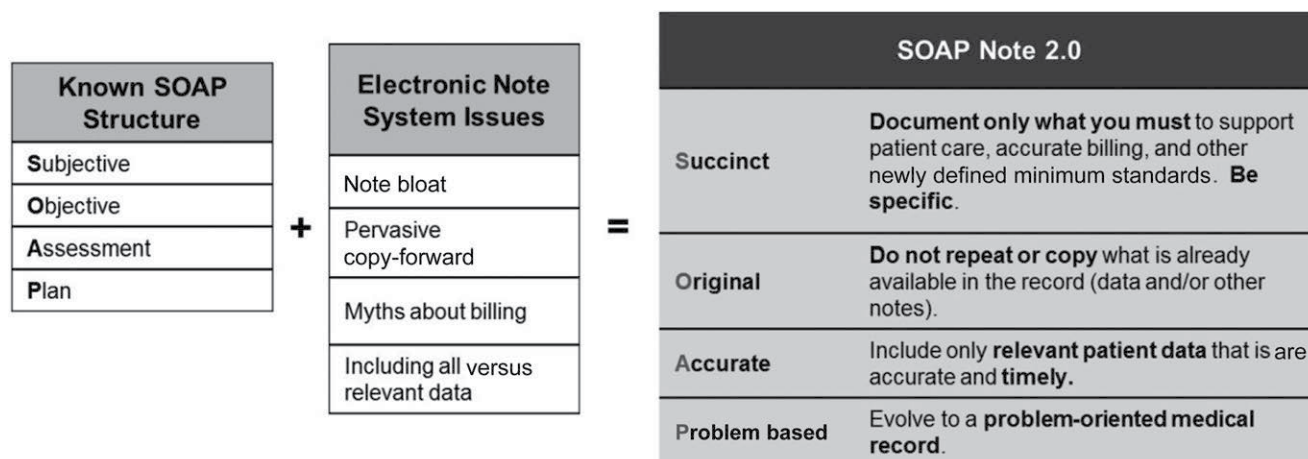 Known SOAP
Structure
Subjective
Objective
Assessment
Plan
+
Electronic Note
System Issues
Note bloat
Pervasive
copy-forward
Myths about billing
Including all versus
relevant data
=
SOAP Note 2.0
Succinct
Document only what you must to support
patient care, accurate billing, and other
newly defined minimum standards. Be
specific.
Original
Do not repeat or copy what is already
available in the record (data and/or other
notes).
Accurate
Include only relevant patient data that is are
accurate and timely.
Problem based
Evolve to a problem-oriented medical
record.